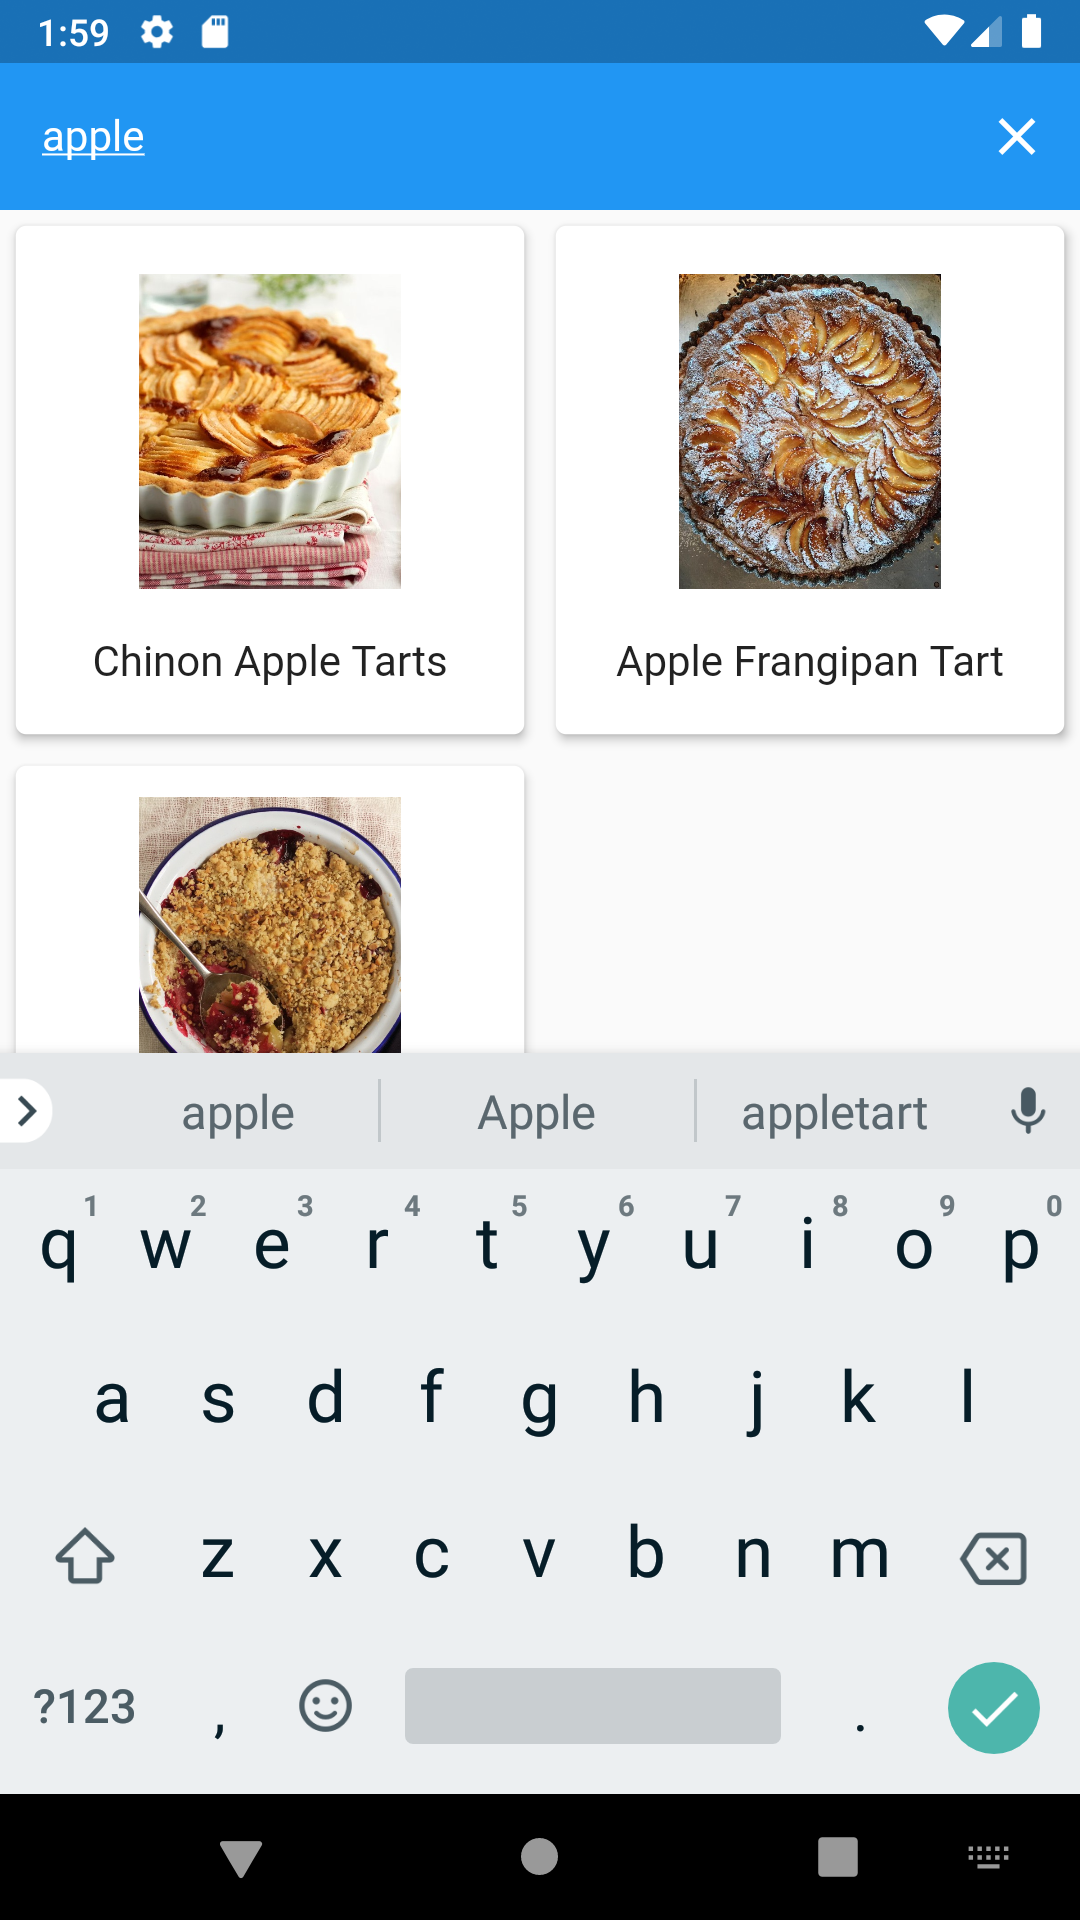 1:59
apple
Chinon Apple Tarts
Apple Frangipan Tart
apple Apple appletart
1 2 3 4 5 6 7 8 9 0
q w e r t y u i o p
a s d f g h j k l
z x c v b n m
?123 , .